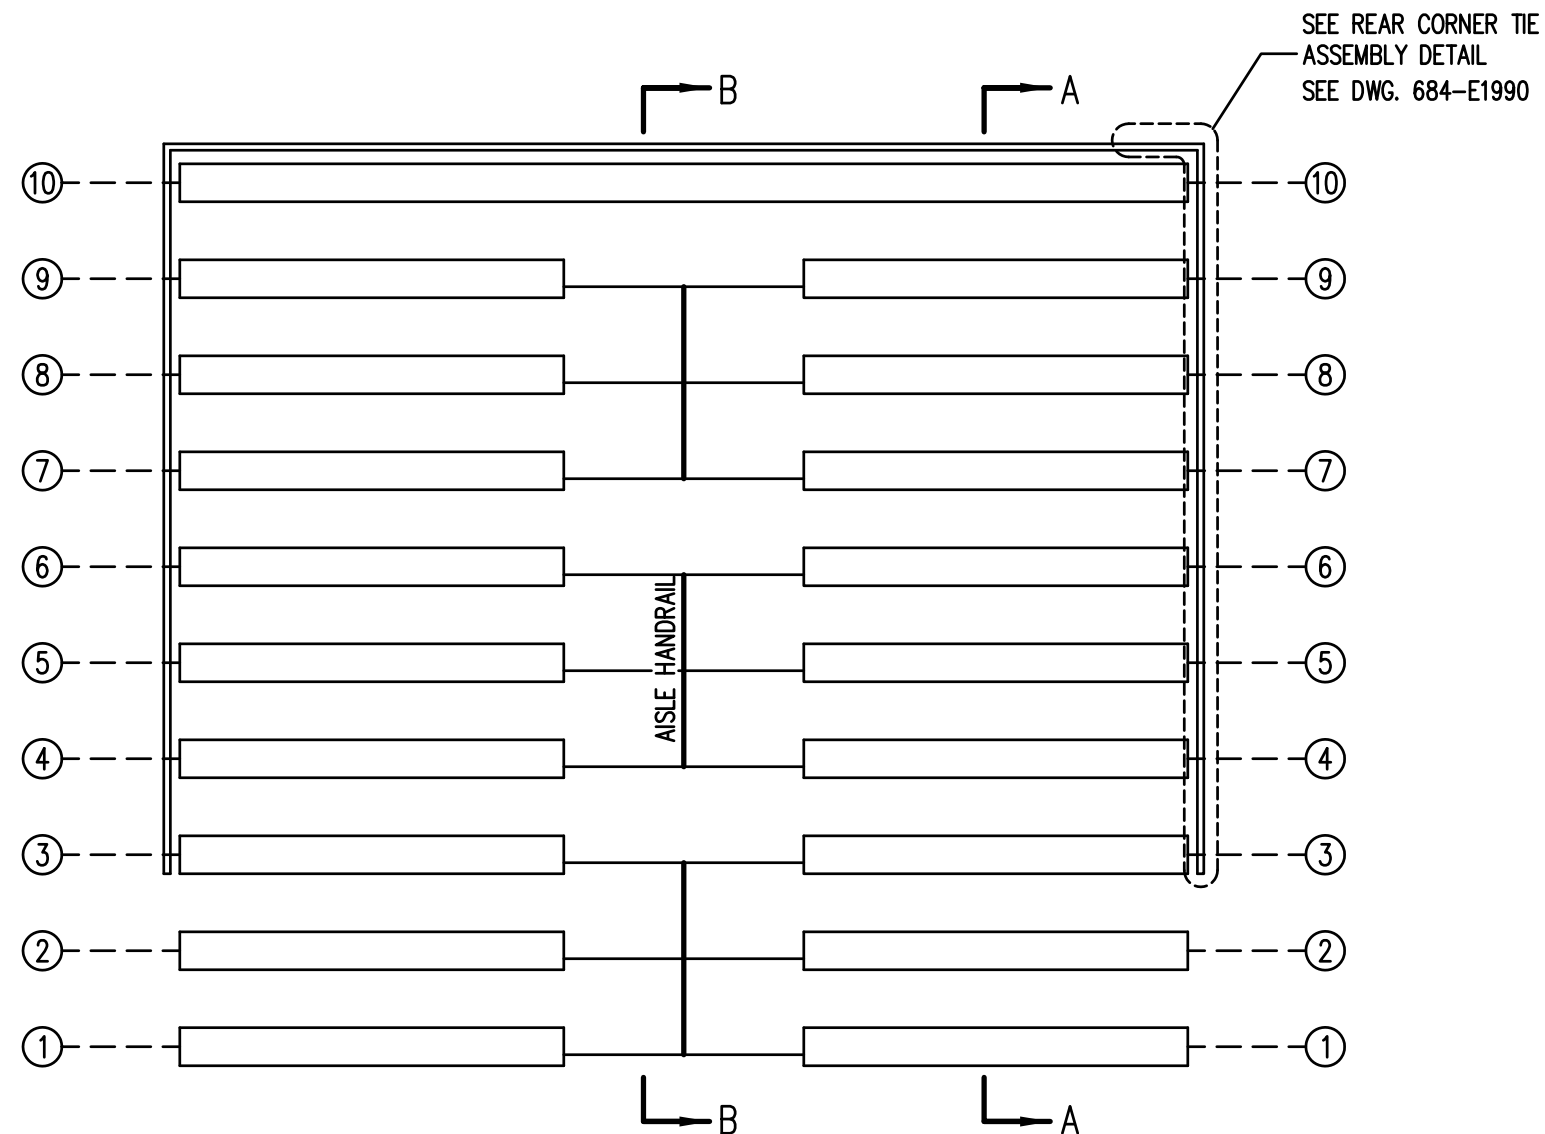 SEE REAR CORNER TIE
ASSEMBLY DETAIL
SEE DWG. 684-E1990
B A
10 10
9 9
8 8
7 7
6 6
AISLE HANDRAIL
5 5
4 4
3 3
2 2
1 1
B A